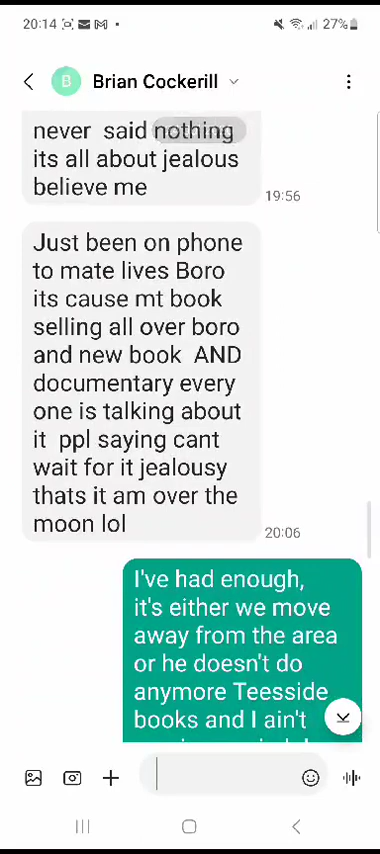 20:14
27%
B Brian Cockerill
never said nothing
its all about jealous
believe me
19:56
Just been on phone
to mate lives Boro
its cause mt book
selling all over boro
and new book AND
documentary every
one is talking about
it ppl saying cant
wait for it jealousy
thats it am over the
moon lol
20:06
I've had enough,
it's either we move
away from the area
or he doesn't do
anymore Teesside
books and I ain't